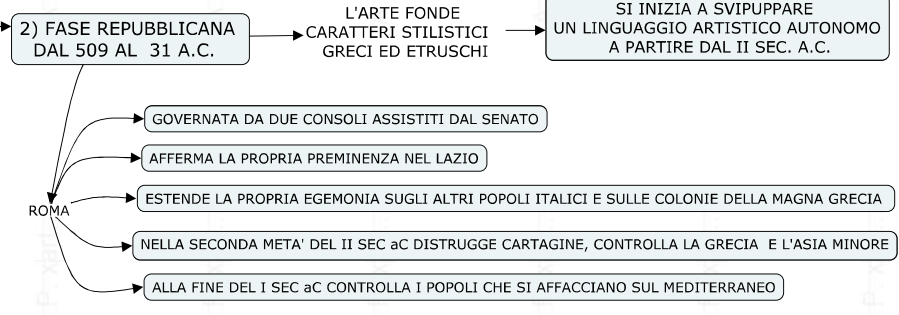 2) FASE REPUBBLICANA
DAL 509 AL 31 A.C.
L'ARTE FONDE
CARATTERI STILISTICI
GRECI ED ETRUSCHI
SI INIZIA A SVIPUPPARE
UN LINGUAGGIO ARTISTICO AUTONOMO
A PARTIRE DAL II SEC. A.C.
GOVERNATA DA DUE CONSOLI ASSISTITI DAL SENATO
AFFERMA LA PROPRIA PREMINENZA NEL LAZIO
ESTENDE LA PROPRIA EGEMONIA SUGLI ALTRI POPOLI ITALICI E SULLE COLONIE DELLA MAGNA GRECIA
ROMA
NELLA SECONDA META' DEL II SEC aC DISTRUGGE CARTAGINE, CONTROLLA LA GRECIA E L'ASIA MINORE
ALLA FINE DEL I SEC aC CONTROLLA I POPOLI CHE SI AFFACCIANO SUL MEDITERRANEO